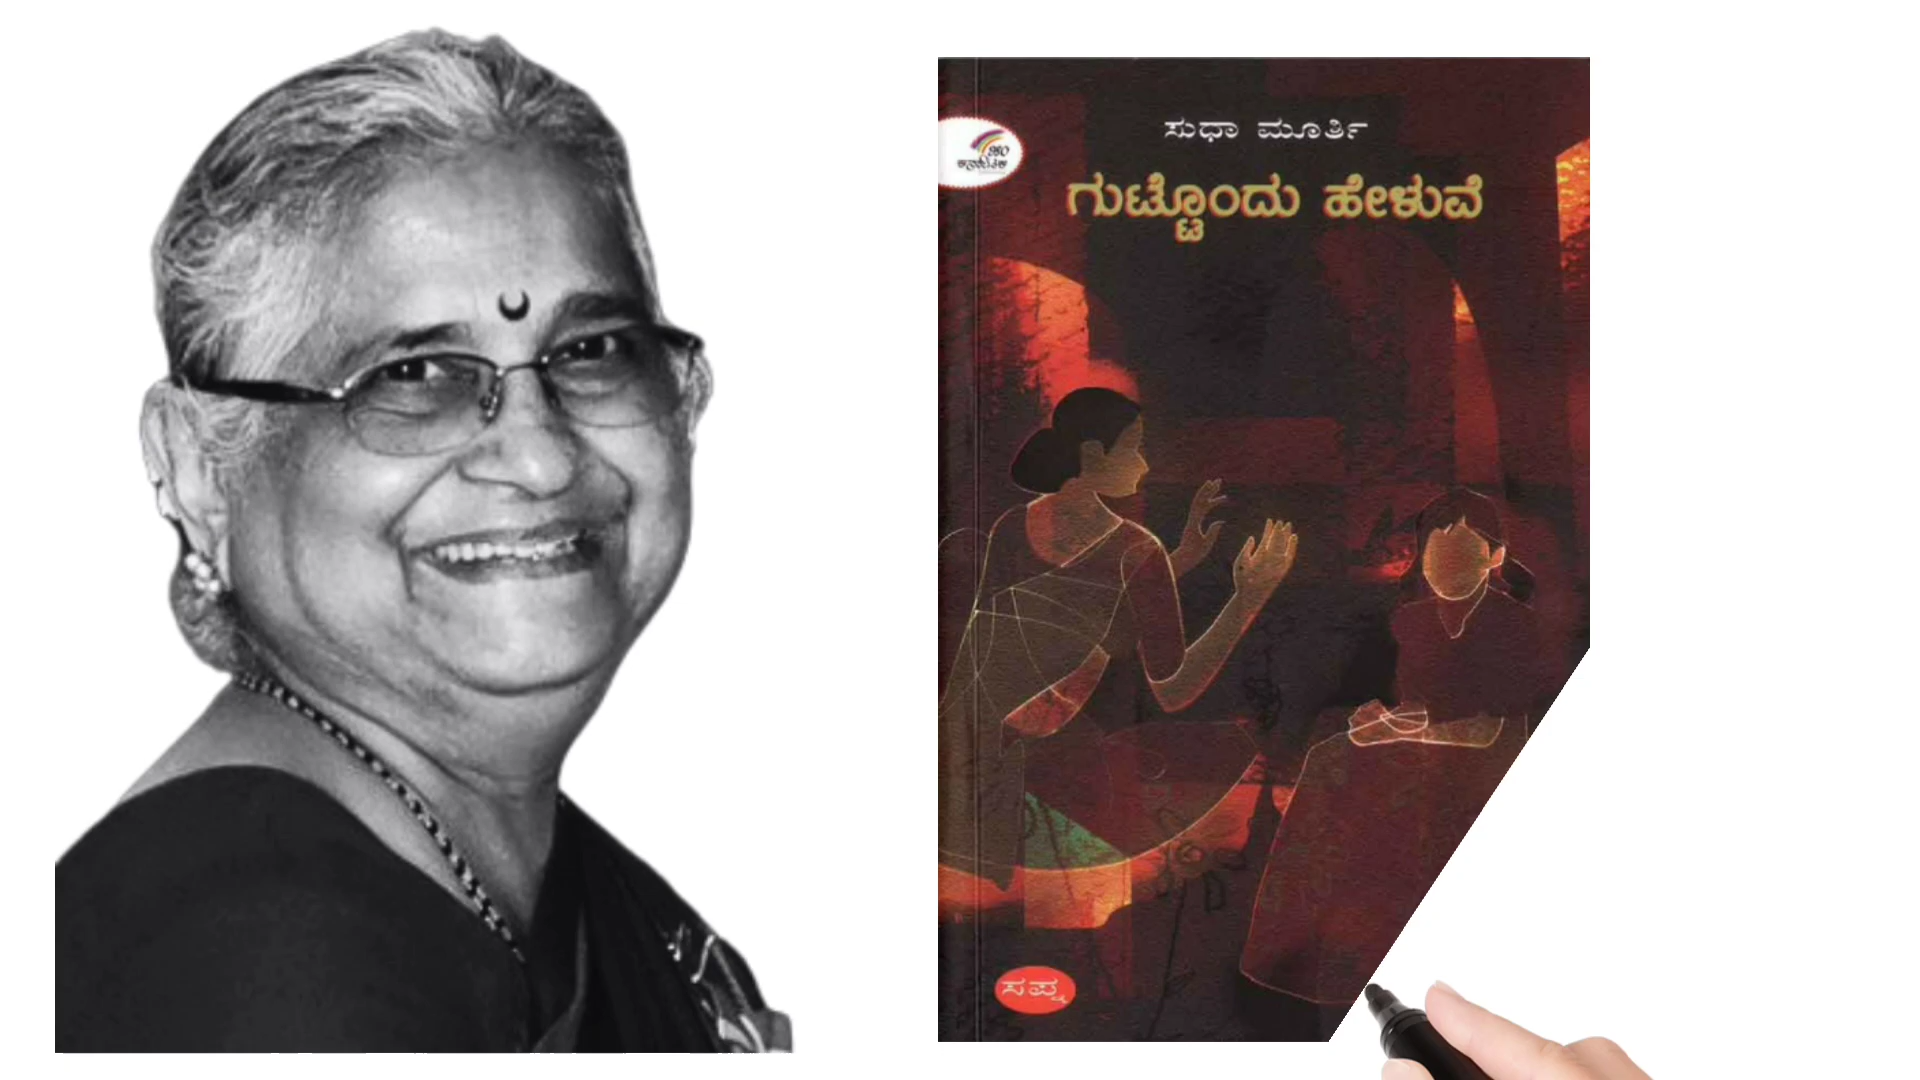 ಸುಧಾ ಮೂರ್ತಿ
ಗುಟ್ಟೊಂದು ಹೇಳುವೆ
ಸಪ್ನ